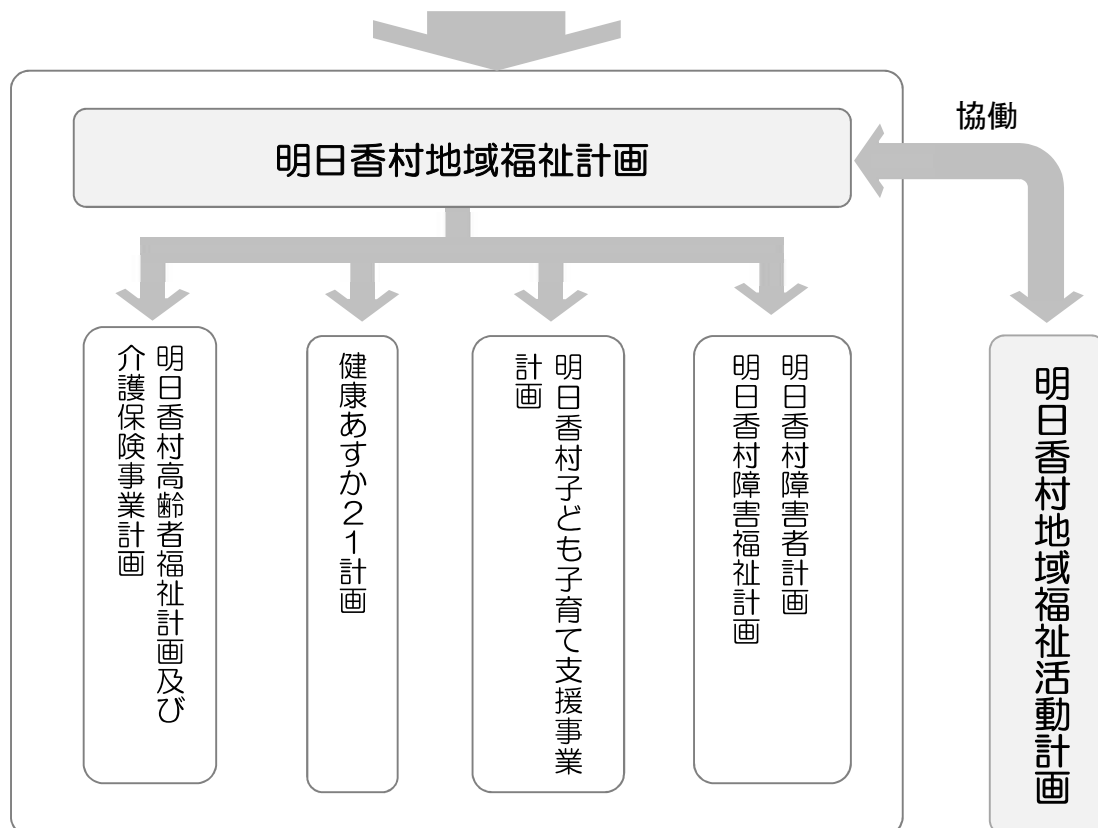 協働
明日香村地域福祉計画
明日香村高齢者福祉計画及び
介護保険事業計画
健康あすか２１計画
明日香村子ども子育て支援事業
計画
明日香村障害者計画
明日香村障害福祉計画
明日香村地域福祉活動計画